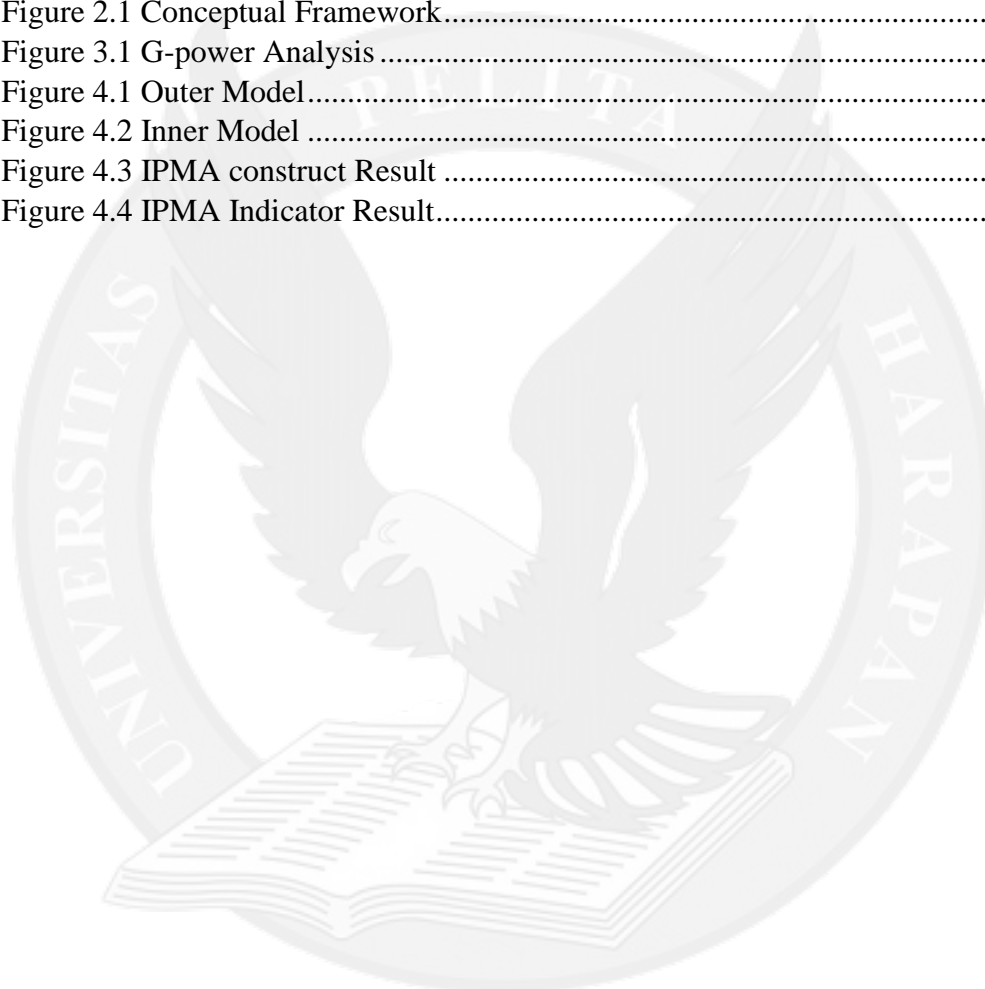 Figure 2.1 Conceptual Framework..........................................................................
Figure 3.1 G-power Analysis ..................................................................................
Figure 4.1 Outer Model...........................................................................................
Figure 4.2 Inner Model ...........................................................................................
Figure 4.3 IPMA construct Result ..........................................................................
Figure 4.4 IPMA Indicator Result...........................................................................
UNIVERSITAS PELITA HARAPAN